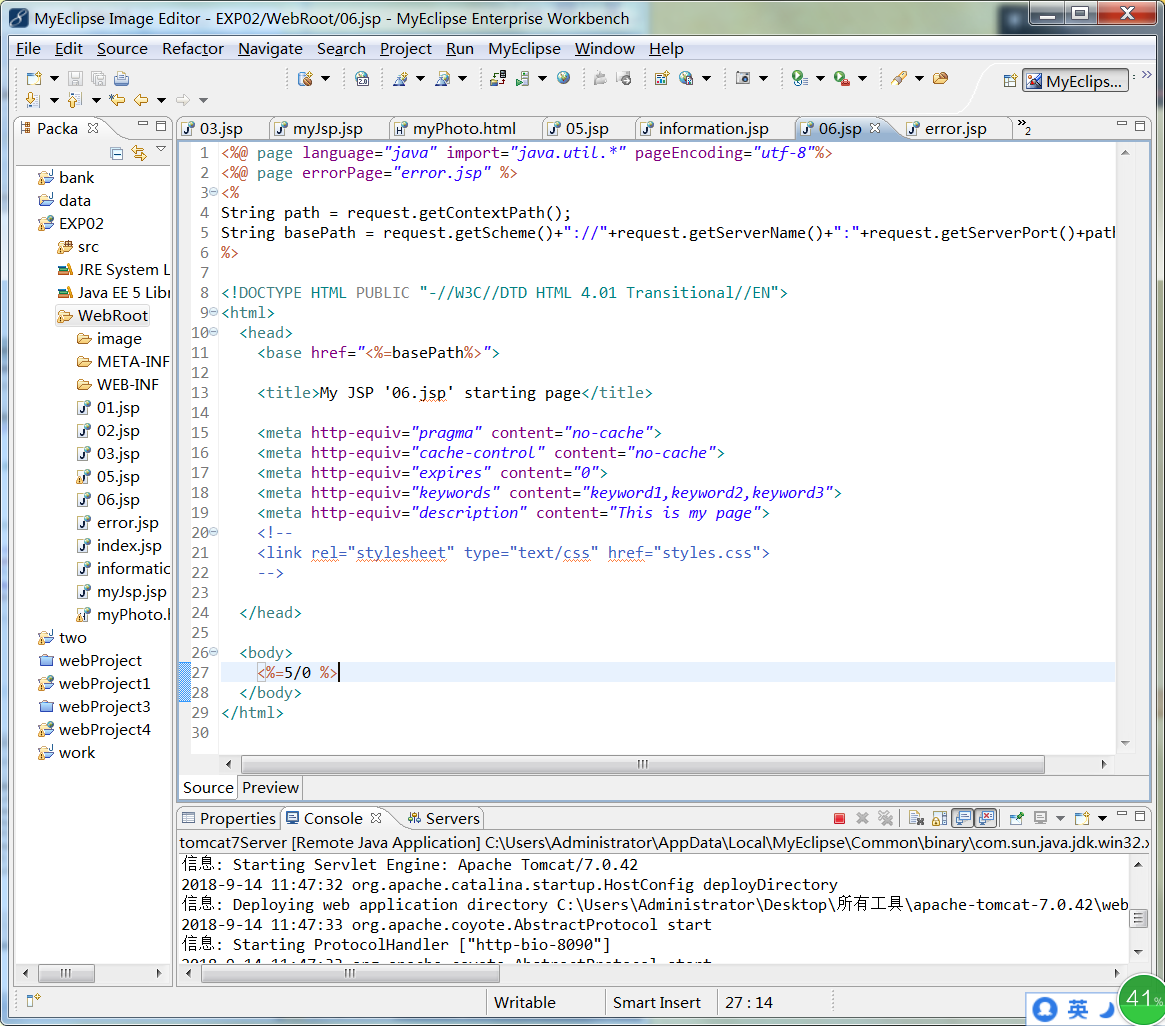 MyEclipse Image Editor - EXP02/WebRoot/06.jsp - MyEclipse Enterprise Workbench
File Edit Source Refactor Navigate Search Project Run MyEclipse Window Help
MyEclips...
Packa
03.jsp myJsp.jsp myPhoto.html 05.jsp information.jsp 06.jsp error.jsp »2
bank
data
EXP02
src
JRE System L
Java EE 5 Libr
WebRoot
image
META-INF
WEB-INF
01.jsp
02.jsp
03.jsp
05.jsp
06.jsp
error.jsp
index.jsp
informatic
myJsp.jsp
myPhoto.h
two
webProject
webProject1
webProject3
webProject4
work
1 <%@ page language="java" import="java.util.*" pageEncoding="utf-8"%>
2 <%@ page errorPage="error.jsp" %>
3 <%
4 String path = request.getContextPath();
5 String basePath = request.getScheme()+"://"+request.getServerName()+":"+request.getServerPort()+path
6 %>
7
8 <!DOCTYPE HTML PUBLIC "-//W3C//DTD HTML 4.01 Transitional//EN">
9 <html>
10   <head>
11     <base href="<%=basePath%>">
12
13     <title>My JSP '06.jsp' starting page</title>
14
15     <meta http-equiv="pragma" content="no-cache">
16     <meta http-equiv="cache-control" content="no-cache">
17     <meta http-equiv="expires" content="0">
18     <meta http-equiv="keywords" content="keyword1,keyword2,keyword3">
19     <meta http-equiv="description" content="This is my page">
20     <!--
21     <link rel="stylesheet" type="text/css" href="styles.css">
22     -->
23
24   </head>
25
26   <body>
27     <%=5/0 %>
28   </body>
29 </html>
30
Source Preview
Properties Console Servers
tomcat7Server [Remote Java Application] C:\Users\Administrator\AppData\Local\MyEclipse\Common\binary\com.sun.java.jdk.win32.x
信息: Starting Servlet Engine: Apache Tomcat/7.0.42
2018-9-14 11:47:32 org.apache.catalina.startup.HostConfig deployDirectory
信息: Deploying web application directory C:\Users\Administrator\Desktop\所有工具\apache-tomcat-7.0.42\web
2018-9-14 11:47:33 org.apache.coyote.AbstractProtocol start
信息: Starting ProtocolHandler ["http-bio-8090"]
2018-9-14 11:47:33 org.apache.coyote.AbstractProtocol start
Writable Smart Insert 27 : 14
英
41%